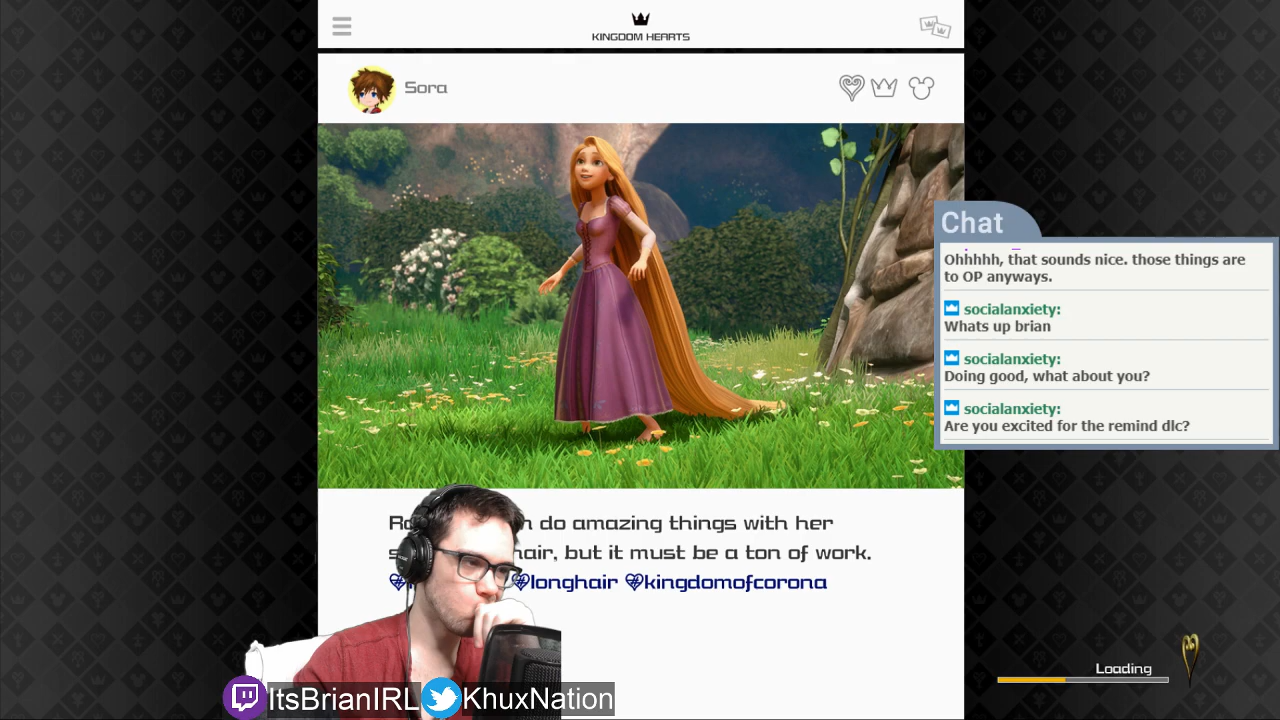 KINGDOM HEARTS
Sora
Chat
Ohhhhh, that sounds nice. those things are
to OP anyways.
socialanxiety:
Whats up brian
socialanxiety:
Doing good, what about you?
socialanxiety:
Are you excited for the remind dlc?
do amazing things with her
hair, but it must be a ton of work.
longhair kingdomofcorona
Loading
ItsBrianIRL KhuxNation